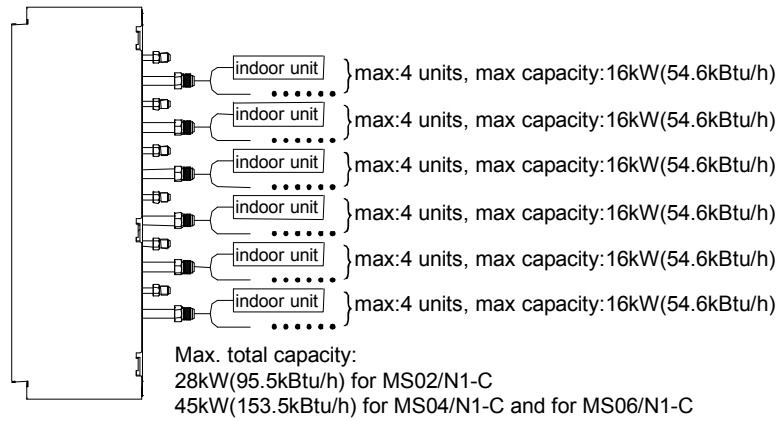 indoor unit }max:4 units, max capacity:16kW(54.6kBtu/h)
indoor unit }max:4 units, max capacity:16kW(54.6kBtu/h)
indoor unit }max:4 units, max capacity:16kW(54.6kBtu/h)
indoor unit }max:4 units, max capacity:16kW(54.6kBtu/h)
indoor unit }max:4 units, max capacity:16kW(54.6kBtu/h)
indoor unit }max:4 units, max capacity:16kW(54.6kBtu/h)
Max. total capacity:
28kW(95.5kBtu/h) for MS02/N1-C
45kW(153.5kBtu/h) for MS04/N1-C and for MS06/N1-C